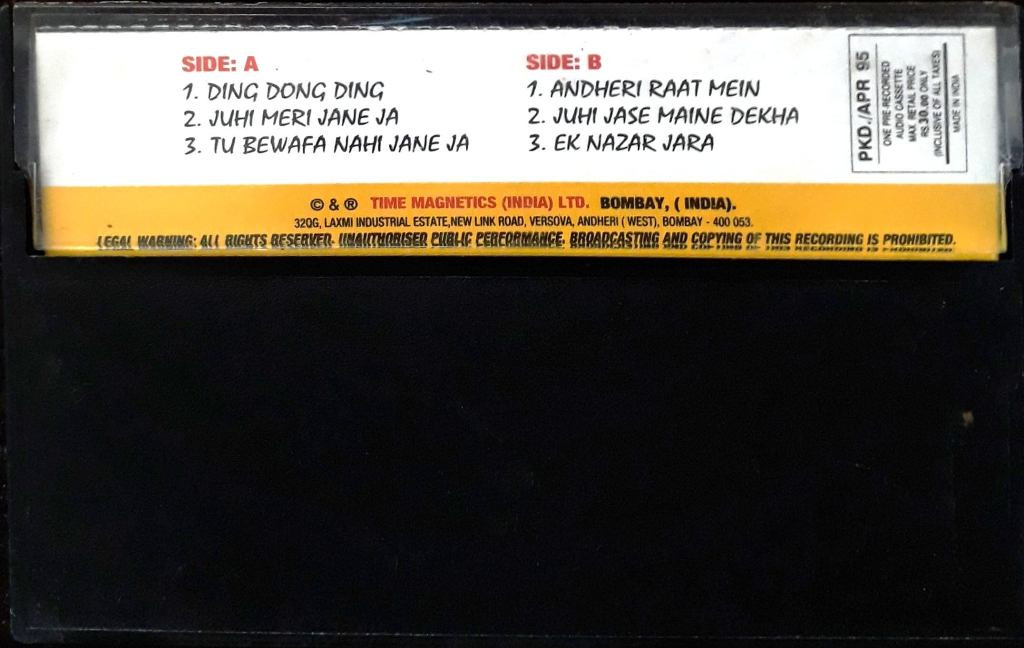 SIDE: A
1. DING DONG DING
2. JUHI MERI JANE JA
3. TU BEWAFA NAHI JANE JA
SIDE: B
1. ANDHERI RAAT MEIN
2. JUHI JASE MAINE DEKHA
3. EK NAZAR JARA
PKD./APR 95
ONE PRE-RECORDED
AUDIO CASSETTE
MAX. RETAIL PRICE
RS.30.00 ONLY
(INCLUSIVE OF ALL TAXES)
MADE IN INDIA
© & ® TIME MAGNETICS (INDIA) LTD. BOMBAY, ( INDIA).
32QG, LAXMI INDUSTRIAL ESTATE,NEW LINK ROAD, VERSOVA, ANDHERI ( WEST), BOMBAY - 400 053.
LEGAL WARNING: ALL RIGHTS RESERVED. UNAUTHORISED PUBLIC PERFORMANCE. BROADCASTING AND COPYING OF THIS RECORDING IS PROHIBITED.